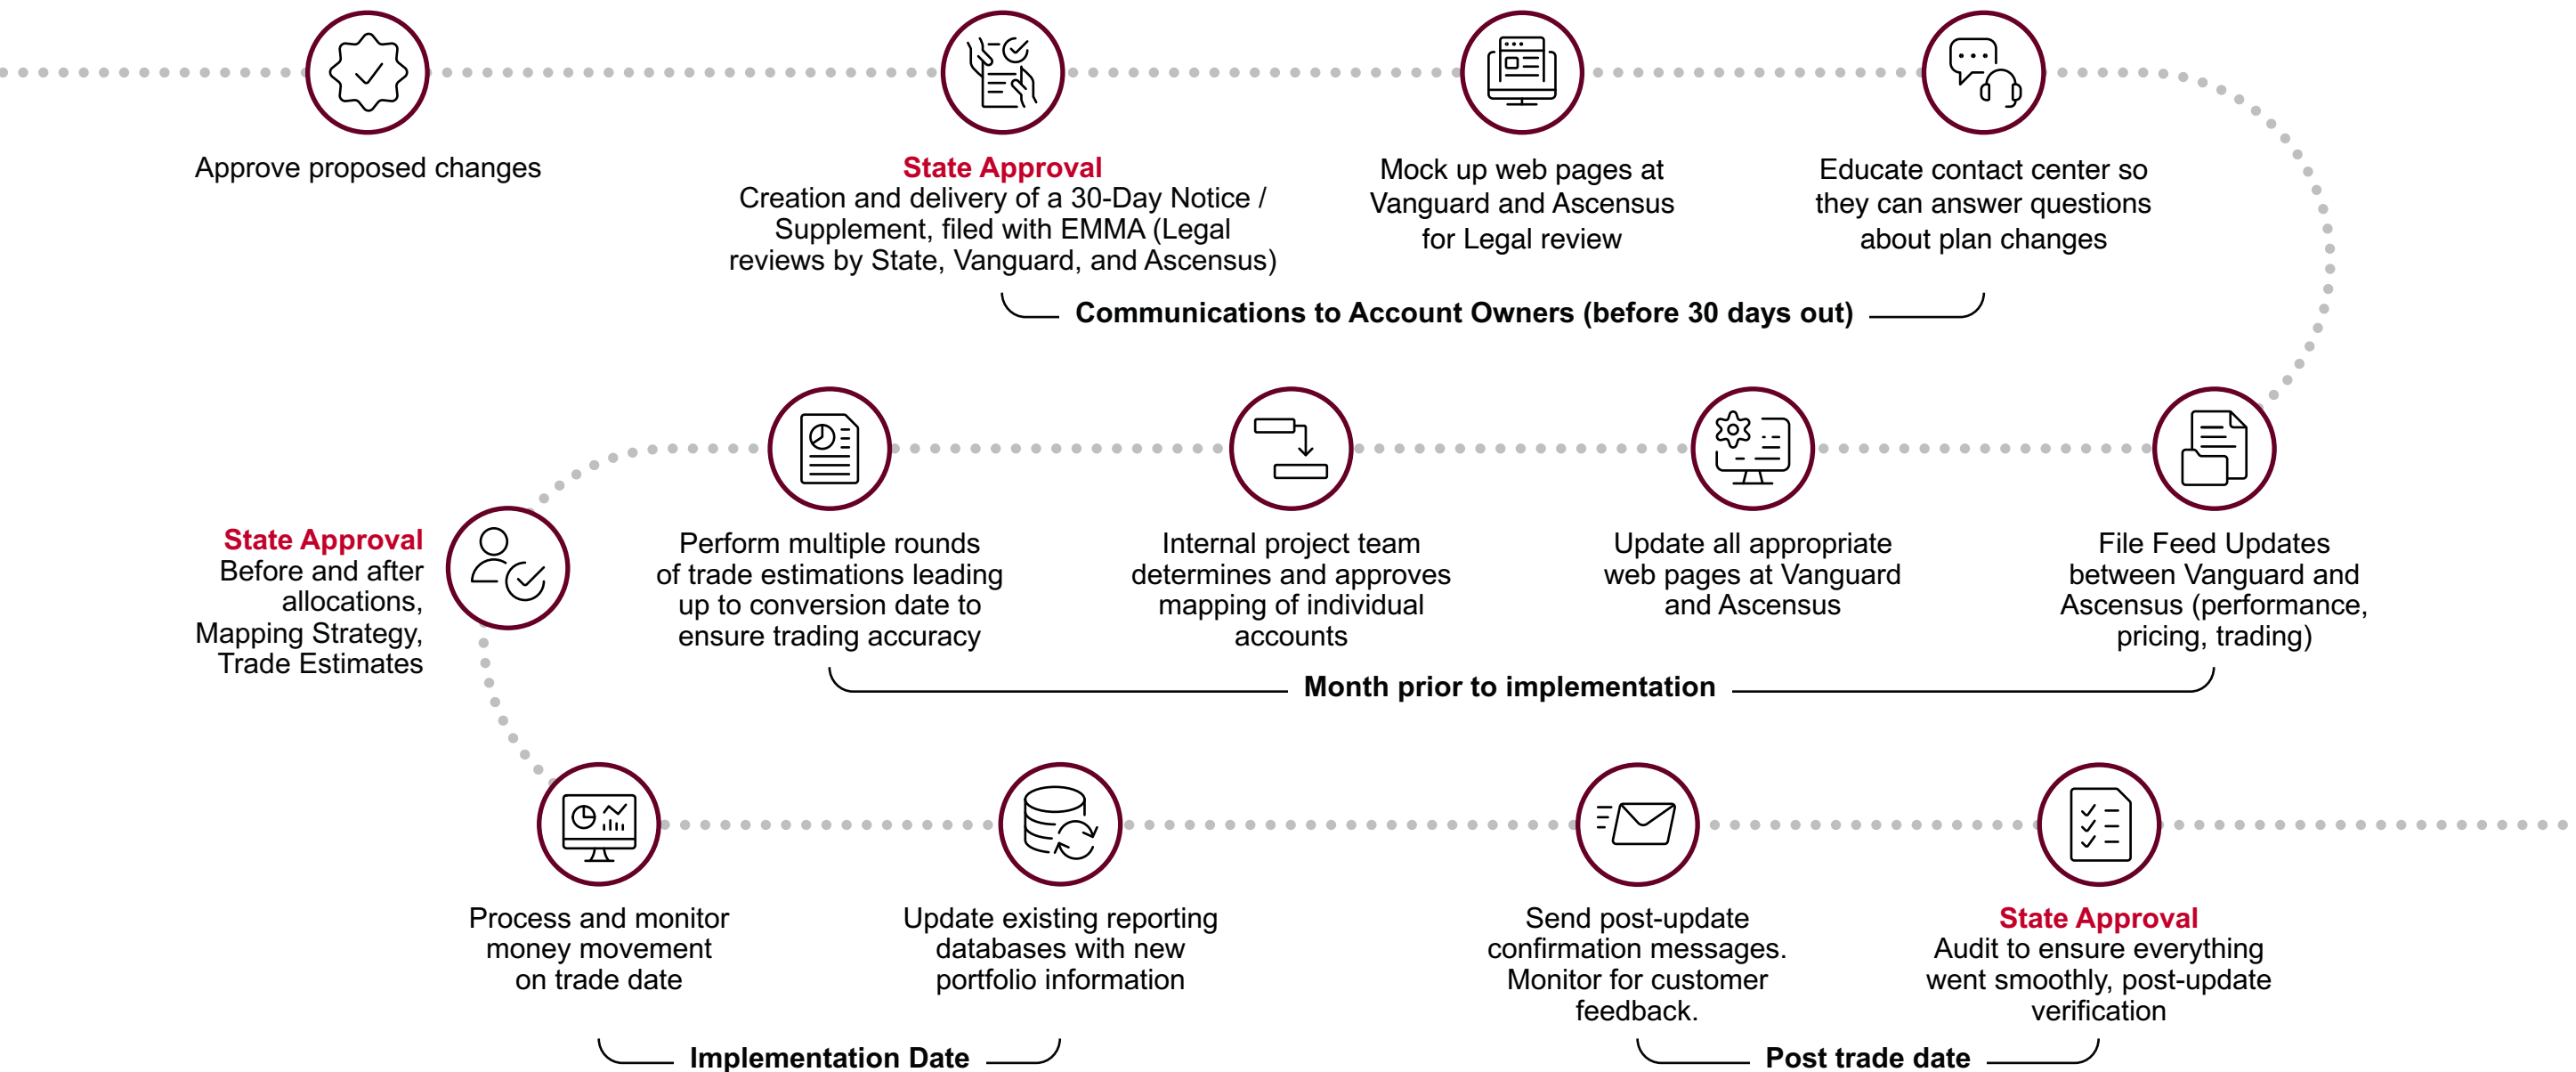 Approve proposed changes
State Approval
Creation and delivery of a 30-Day Notice /
Supplement, filed with EMMA (Legal
reviews by State, Vanguard, and Ascensus)
Mock up web pages at
Vanguard and Ascensus
for Legal review
Educate contact center so
they can answer questions
about plan changes
Communications to Account Owners (before 30 days out)
State Approval
Before and after
allocations,
Mapping Strategy,
Trade Estimates
Perform multiple rounds
of trade estimations leading
up to conversion date to
ensure trading accuracy
Internal project team
determines and approves
mapping of individual
accounts
Update all appropriate
web pages at Vanguard
and Ascensus
File Feed Updates
between Vanguard and
Ascensus (performance,
pricing, trading)
Month prior to implementation
Process and monitor
money movement
on trade date
Update existing reporting
databases with new
portfolio information
Send post-update
confirmation messages.
Monitor for customer
feedback.
State Approval
Audit to ensure everything
went smoothly, post-update
verification
Implementation Date
Post trade date